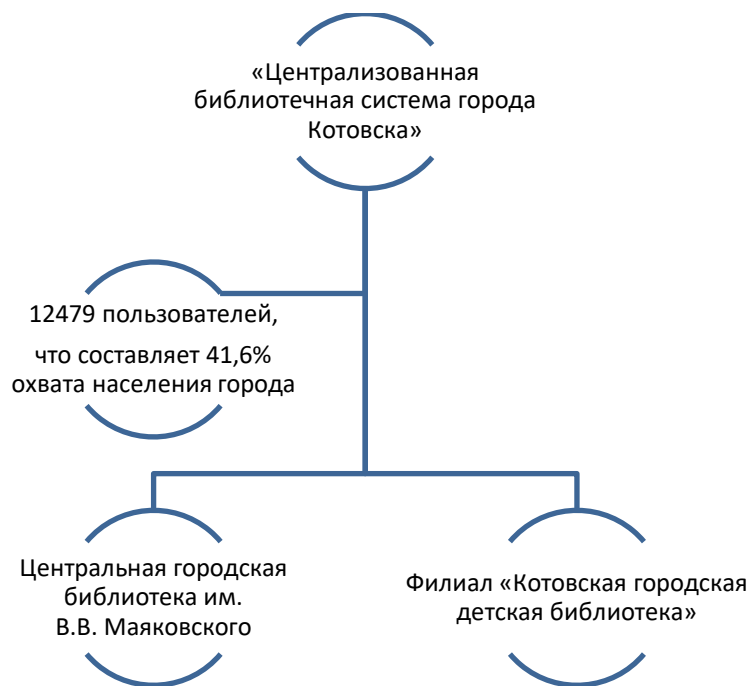 «Централизованная
библиотечная система города
Котовска»
12479 пользователей,
что составляет 41,6%
охвата населения города
Центральная городская
библиотека им.
В.В. Маяковского
Филиал «Котовская городская
детская библиотека»